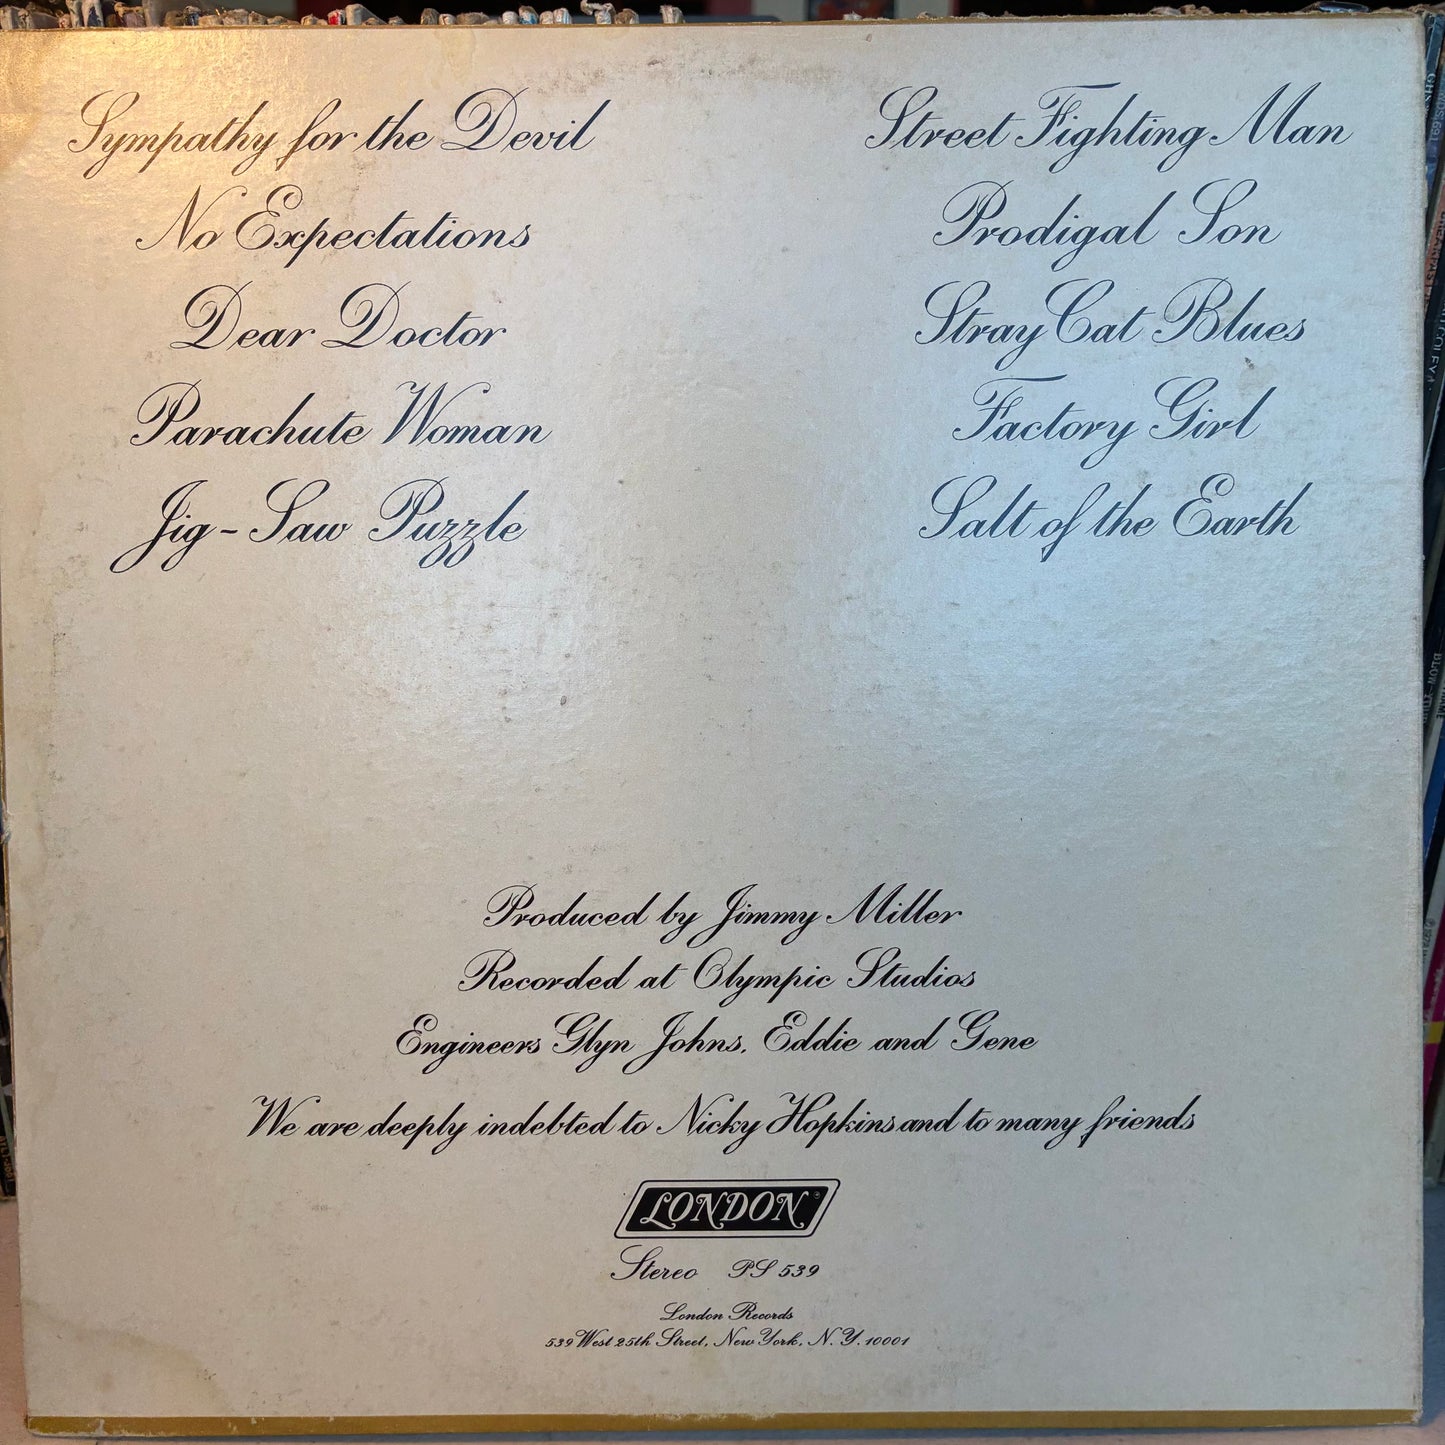 Sympathy for the Devil
No Expectations
Dear Doctor
Parachute Woman
Jig-Saw Puzzle
Street Fighting Man
Prodigal Son
Stray Cat Blues
Factory Girl
Salt of the Earth
Produced by Jimmy Miller
Recorded at Olympic Studios
Engineers Glyn Johns, Eddie and Gene
We are deeply indebted to Nicky Hopkins and to many friends
LONDON
Stereo PS 539
London Records
539 West 25th Street, New York, N. Y. 10001